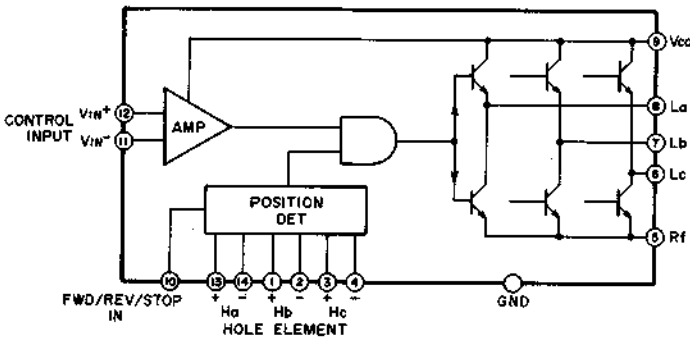 9 Vcc
CONTROL INPUT
VIN+ 12
VIN- 11
AMP
8 La
7 Lb
6 Lc
POSITION DET
5 Rf
10 13 14 1 2 3 4
FWD/REV/STOP IN
+ - + - + -
Ha Hb Hc
HOLE ELEMENT
GND